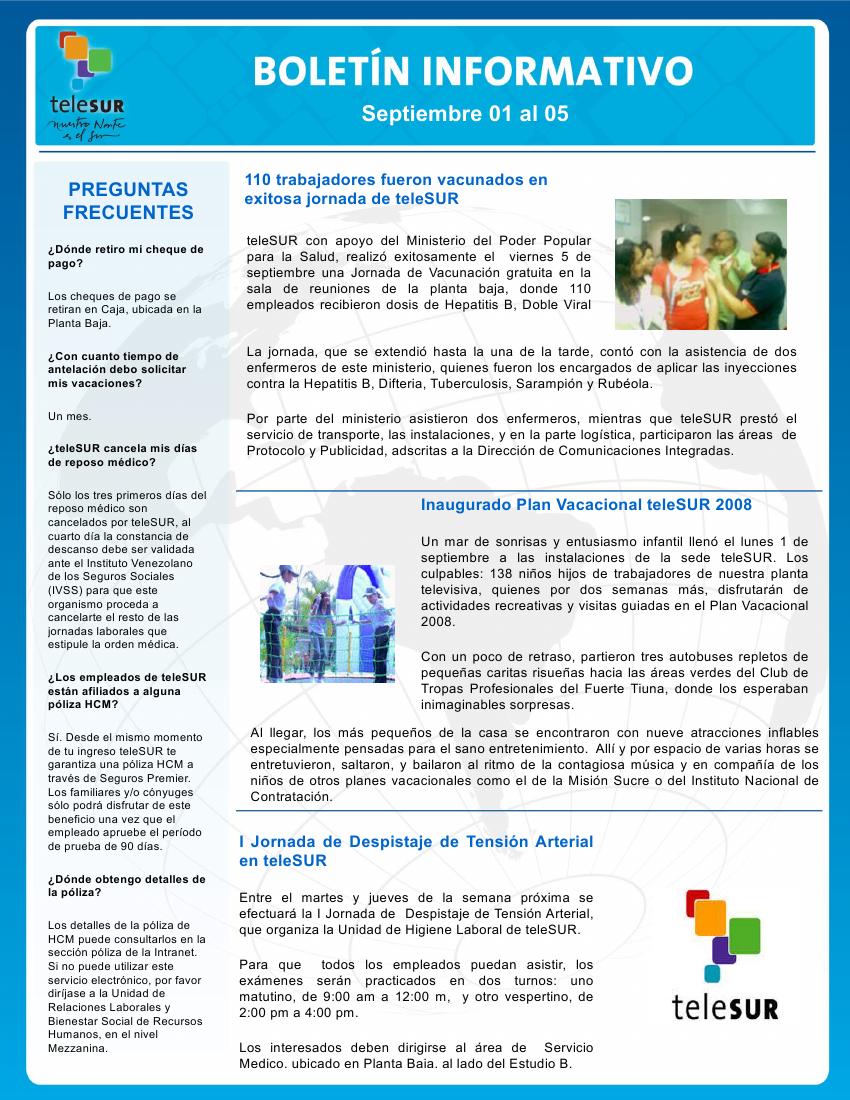 teleSUR
nuestro Norte
es el Sur
BOLETÍN INFORMATIVO
Septiembre 01 al 05
PREGUNTAS
FRECUENTES
¿Dónde retiro mi cheque de
pago?
Los cheques de pago se
retiran en Caja, ubicada en la
Planta Baja.
¿Con cuanto tiempo de
antelación debo solicitar
mis vacaciones?
Un mes.
¿teleSUR cancela mis días
de reposo médico?
Sólo los tres primeros días del
reposo médico son
cancelados por teleSUR, al
cuarto día la constancia de
descanso debe ser validada
ante el Instituto Venezolano
de los Seguros Sociales
(IVSS) para que este
organismo proceda a
cancelarte el resto de las
jornadas laborales que
estipule la orden médica.
¿Los empleados de teleSUR
están afiliados a alguna
póliza HCM?
Sí. Desde el mismo momento
de tu ingreso teleSUR te
garantiza una póliza HCM a
través de Seguros Premier.
Los familiares y/o cónyuges
sólo podrá disfrutar de este
beneficio una vez que el
empleado apruebe el período
de prueba de 90 días.
¿Dónde obtengo detalles de
la póliza?
Los detalles de la póliza de
HCM puede consultarlos en la
sección póliza de la Intranet.
Si no puede utilizar este
servicio electrónico, por favor
diríjase a la Unidad de
Relaciones Laborales y
Bienestar Social de Recursos
Humanos, en el nivel
Mezzanina.
110 trabajadores fueron vacunados en
exitosa jornada de teleSUR
teleSUR con apoyo del Ministerio del Poder Popular
para la Salud, realizó exitosamente el viernes 5 de
septiembre una Jornada de Vacunación gratuita en la
sala de reuniones de la planta baja, donde 110
empleados recibieron dosis de Hepatitis B, Doble Viral
La jornada, que se extendió hasta la una de la tarde, contó con la asistencia de dos
enfermeros de este ministerio, quienes fueron los encargados de aplicar las inyecciones
contra la Hepatitis B, Difteria, Tuberculosis, Sarampión y Rubéola.
Por parte del ministerio asistieron dos enfermeros, mientras que teleSUR prestó el
servicio de transporte, las instalaciones, y en la parte logística, participaron las áreas de
Protocolo y Publicidad, adscritas a la Dirección de Comunicaciones Integradas.
Inaugurado Plan Vacacional teleSUR 2008
Un mar de sonrisas y entusiasmo infantil llenó el lunes 1 de
septiembre a las instalaciones de la sede teleSUR. Los
culpables: 138 niños hijos de trabajadores de nuestra planta
televisiva, quienes por dos semanas más, disfrutarán de
actividades recreativas y visitas guiadas en el Plan Vacacional
2008.
Con un poco de retraso, partieron tres autobuses repletos de
pequeñas caritas risueñas hacia las áreas verdes del Club de
Tropas Profesionales del Fuerte Tiuna, donde los esperaban
inimaginables sorpresas.
Al llegar, los más pequeños de la casa se encontraron con nueve atracciones inflables
especialmente pensadas para el sano entretenimiento. Allí y por espacio de varias horas se
entretuvieron, saltaron, y bailaron al ritmo de la contagiosa música y en compañía de los
niños de otros planes vacacionales como el de la Misión Sucre o del Instituto Nacional de
Contratación.
I Jornada de Despistaje de Tensión Arterial
en teleSUR
Entre el martes y jueves de la semana próxima se
efectuará la I Jornada de Despistaje de Tensión Arterial,
que organiza la Unidad de Higiene Laboral de teleSUR.
Para que todos los empleados puedan asistir, los
exámenes serán practicados en dos turnos: uno
matutino, de 9:00 am a 12:00 m, y otro vespertino, de
2:00 pm a 4:00 pm.
Los interesados deben dirigirse al área de Servicio
Medico, ubicado en Planta Baja, al lado del Estudio B.
teleSUR